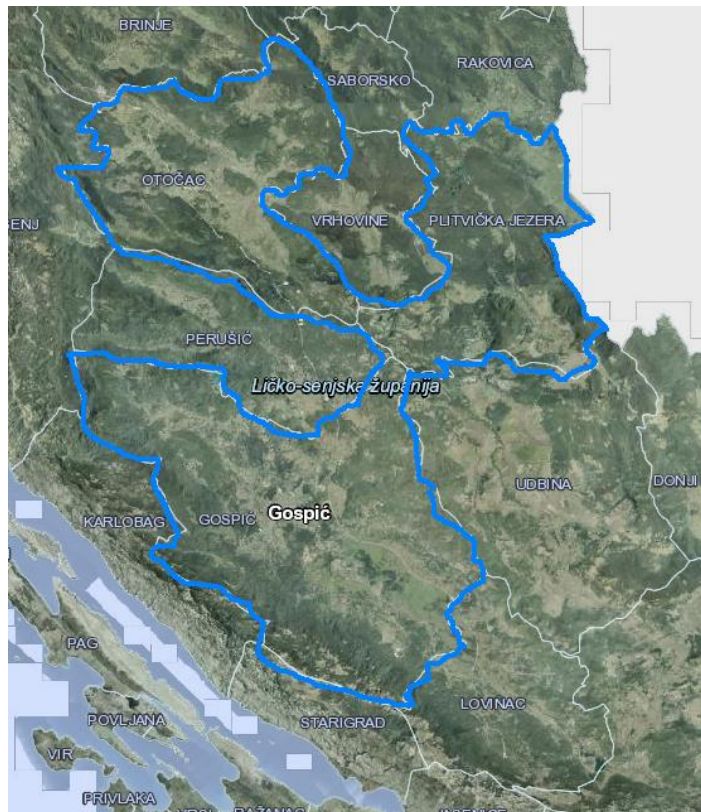 BRINJE
SABORSKO
RAKOVICA
OTOČAC
VRHOVINE
PLITVIČKA JEZERA
ENJ
PERUŠIĆ
Ličko-senjska županija
UDBINA
DONJI
KARLOBAG
GOSPIĆ
Gospić
PAG
LOVINAC
POVLJANA
STARIGRAD
VIR
PRIVLAKA